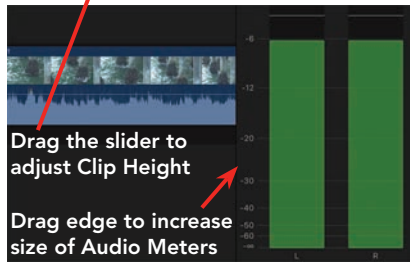 -6
-12
Drag the slider to
adjust Clip Height
-20
-30
Drag edge to increase
size of Audio Meters
-40
-50
-60
-∞
L
R